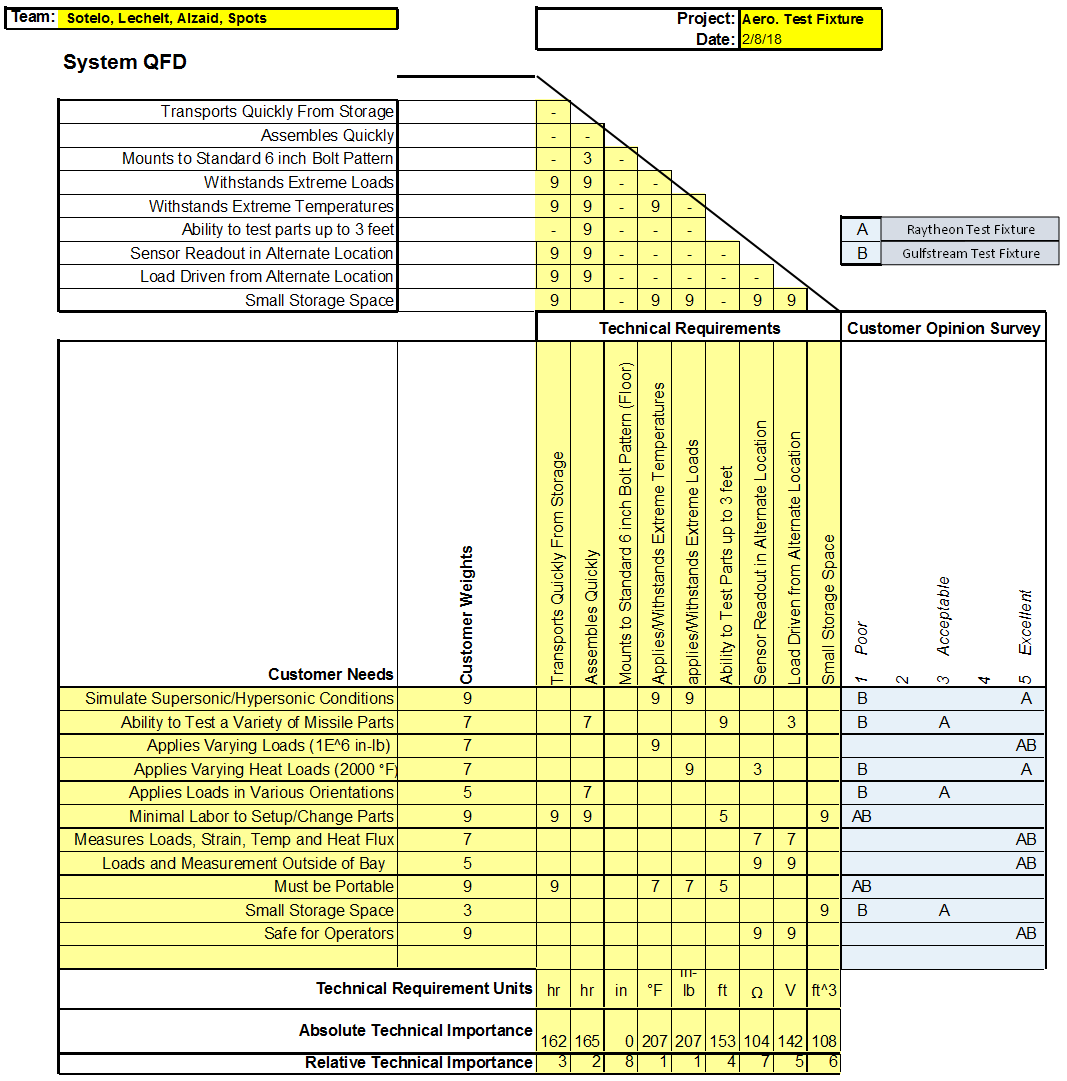 Team: Sotelo, Lechelt, Alzaid, Spots
Project: Aero. Test Fixture
Date: 2/8/18
System QFD
Transports Quickly From Storage -
Assembles Quickly - -
Mounts to Standard 6 inch Bolt Pattern - 3 -
Withstands Extreme Loads 9 9 - -
Withstands Extreme Temperatures 9 9 - 9 -
Ability to test parts up to 3 feet - 9 - - -
Sensor Readout in Alternate Location 9 9 - - - -
Load Driven from Alternate Location 9 9 - - - - -
Small Storage Space 9 - 9 9 - 9 9
A Raytheon Test Fixture
B Gulfstream Test Fixture
Technical Requirements
Customer Opinion Survey
Customer Needs
Customer Weights
Transports Quickly From Storage
Assembles Quickly
Mounts to Standard 6 inch Bolt Pattern (Floor)
Applies/Withstands Extreme Temperatures
applies/Withstands Extreme Loads
Ability to Test Parts up to 3 feet
Sensor Readout in Alternate Location
Load Driven from Alternate Location
Small Storage Space
1 Poor
2
3 Acceptable
4
5 Excellent
Simulate Supersonic/Hypersonic Conditions 9 9 9 B A
Ability to Test a Variety of Missile Parts 7 7 9 3 B A
Applies Varying Loads (1E^6 in-lb) 7 9 AB
Applies Varying Heat Loads (2000 °F) 7 9 3 B A
Applies Loads in Various Orientations 5 7 B A
Minimal Labor to Setup/Change Parts 9 9 9 5 9 AB
Measures Loads, Strain, Temp and Heat Flux 7 7 7 AB
Loads and Measurement Outside of Bay 5 9 9 AB
Must be Portable 9 9 7 7 5 AB
Small Storage Space 3 9 B A
Safe for Operators 9 9 9 AB
Technical Requirement Units hr hr in °F in-lb ft Ω V ft^3
Absolute Technical Importance 162 165 0 207 207 153 104 142 108
Relative Technical Importance 3 2 8 1 1 4 7 5 6